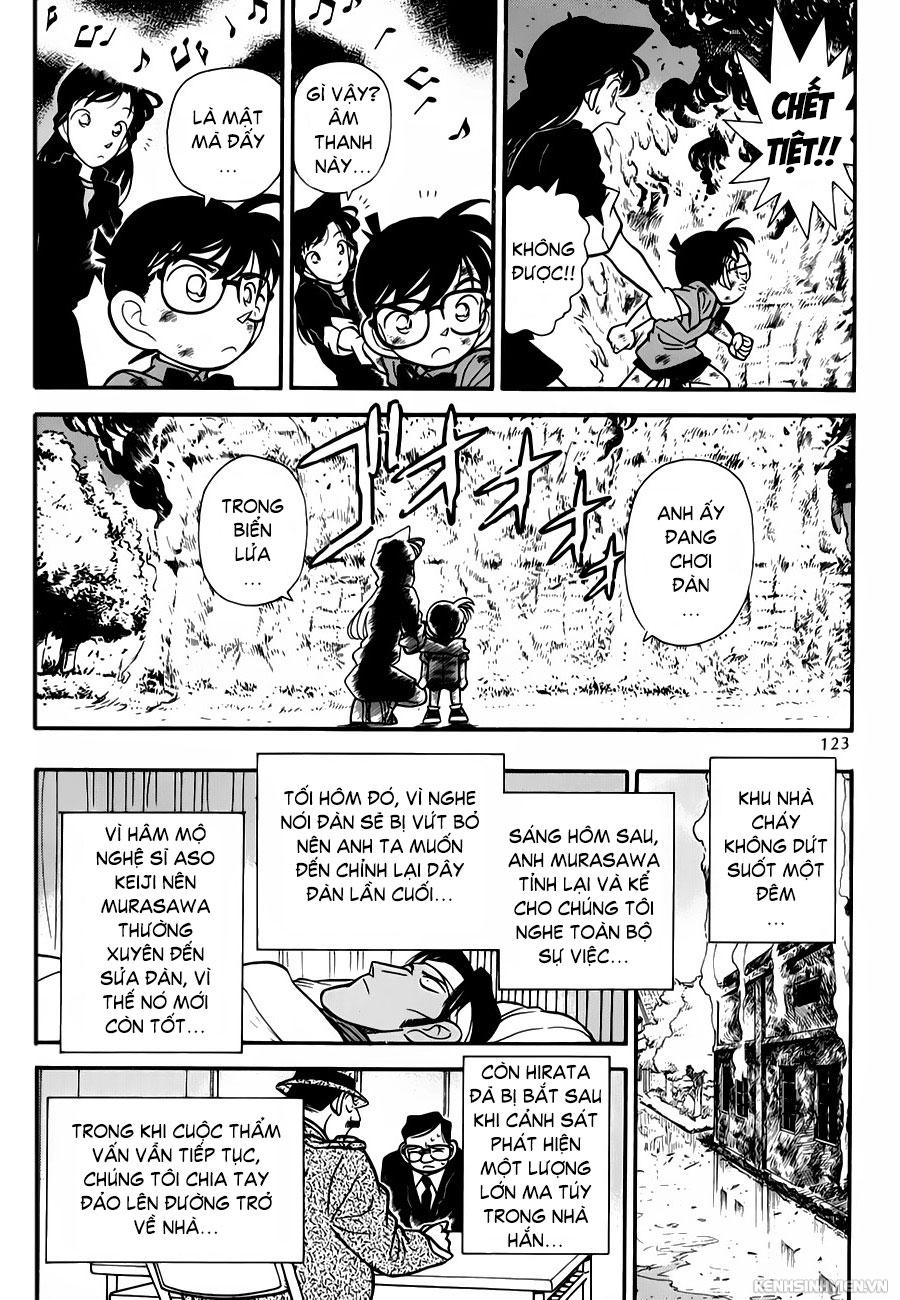 CHẾT
TIỆT!!
KHÔNG
ĐƯỢC!!
GÌ VẬY?
ÂM
THANH
NÀY...
LÀ MẬT
MÃ ĐẤY
...
ゴオオオオ
ANH ẤY
ĐANG
CHƠI
ĐÀN
...
TRONG
BIỂN
LỬA
...
123
KHU NHÀ
CHÁY
KHÔNG DỨT
SUỐT MỘT
ĐÊM
...
SÁNG HÔM SAU,
ANH MURASAWA
TỈNH LẠI VÀ KỂ
CHO CHÚNG TÔI
NGHE TOÀN BỘ
SỰ VIỆC...
TỐI HÔM ĐÓ, VÌ NGHE
NÓI ĐÀN SẼ BỊ VỨT BỎ
NÊN ANH TA MUỐN
ĐẾN CHỈNH LẠI DÂY
ĐÀN LẦN CUỐI...
VÌ HÂM MỘ
NGHỆ SĨ ASO
KEIJI NÊN
MURASAWA
THƯỜNG
XUYÊN ĐẾN
SỬA ĐÀN, VÌ
THẾ NÓ MỚI
CÒN TỐT...
CÒN HIRATA
ĐÃ BỊ BẮT SAU
KHI CẢNH SÁT
PHÁT HIỆN
MỘT LƯỢNG
LỚN MA TÚY
TRONG NHÀ
HẮN...
TRONG KHI CUỘC THẨM
VẤN VẪN TIẾP TỤC,
CHÚNG TÔI CHIA TAY
ĐẢO LÊN ĐƯỜNG TRỞ
VỀ NHÀ...
KENHSINHVIEN.VN